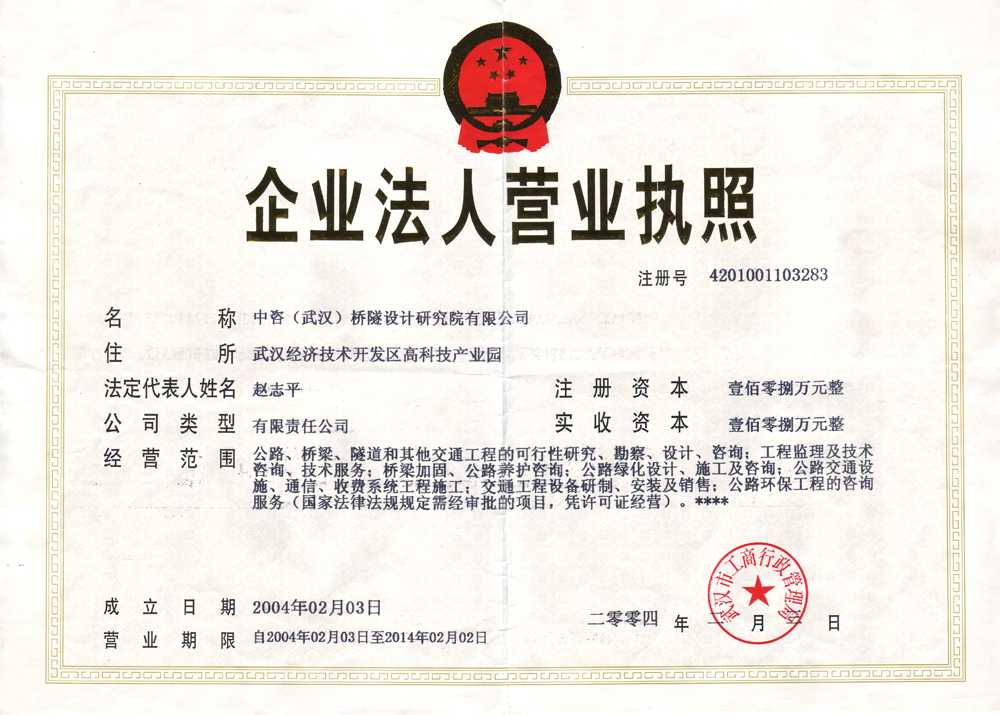 企业法人营业执照
注册号 4201001103283
名称 中咨（武汉）桥隧设计研究院有限公司
住所 武汉经济技术开发区高科技产业园
法定代表人姓名 赵志平 注册资本 壹佰零捌万元整
公司类型 有限责任公司 实收资本 壹佰零捌万元整
经营范围 公路、桥梁、隧道和其他交通工程的可行性研究、勘察、设计、咨询；工程监理及技术
咨询、技术服务；桥梁加固、公路养护咨询；公路绿化设计、施工及咨询；公路交通设
施、通信、收费系统工程施工；交通工程设备研制、安装及销售；公路环保工程的咨询
服务（国家法律法规规定需经审批的项目，凭许可证经营）。****
武汉市工商行政管理局
成立日期 2004年02月03日
二零零四 年 二 月 日
营业期限 自2004年02月03日至2014年02月02日